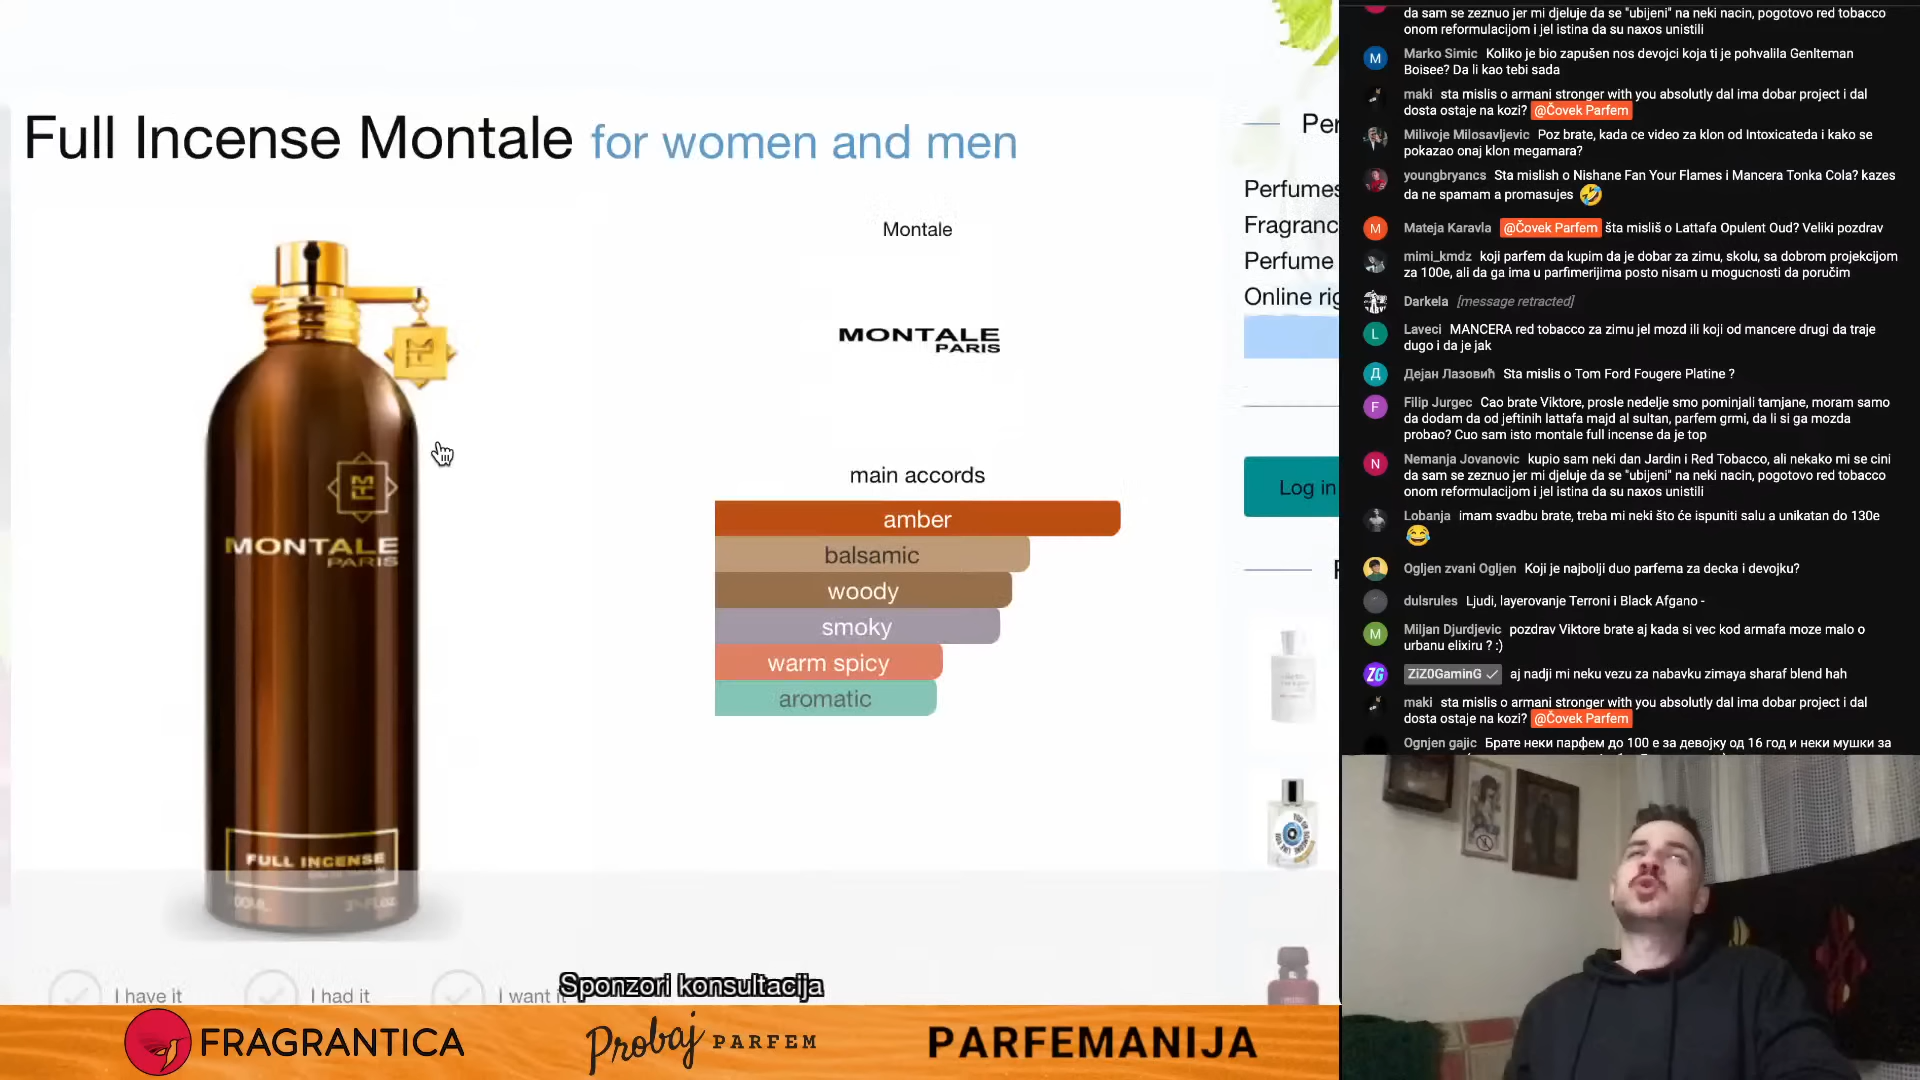 Full Incense Montale for women and men
Montale
MONTALE
PARIS
main accords
amber
balsamic
woody
smoky
warm spicy
aromatic
MONTALE
PARIS
FULL INCENSE
I have it
I had it
I want it
Perfumes
Perfume
Log in
Sponzori konsultacija
FRAGRANTICA
Probaj PARFEM
PARFEMANIJA
da sam se zeznuo jer mi djeluje da se "ubijeni" na neki nacin, pogotovo red tobacco
onom reformulacijom i jel istina da su naxos unistili
M Marko Simic Koliko je bio zapušen nos devojci koja ti je pohvalila Genlteman
Boisee? Da li kao tebi sada
maki sta mislis o armani stronger with you absolutly dal ima dobar project i dal
dosta ostaje na kozi? @Čovek Parfem
Milivoje Milosavljevic Poz brate, kada ce video za klon od Intoxicateda i kako se
pokazao onaj klon megamara?
youngbryancs Sta mislish o Nishane Fan Your Flames i Mancera Tonka Cola? kazes
da ne spamam a promasujes 🤣
M Mateja Karavla @Čovek Parfem šta misliš o Lattafa Opulent Oud? Veliki pozdrav
mimi_kmdz koji parfem da kupim da je dobar za zimu, skolu, sa dobrom projekcijom
za 100e, ali da ga ima u parfimerijima posto nisam u mogucnosti da poručim
Darkela [message retracted]
L Laveci MANCERA red tobacco za zimu jel mozd ili koji od mancere drugi da traje
dugo i da je jak
Д Дејан Лазовић Sta mislis o Tom Ford Fougere Platine ?
F Filip Jurgec Cao brate Viktore, prosle nedelje smo pominjali tamjane, moram samo
da dodam da od jeftinih lattafa majd al sultan, parfem grmi, da li si ga mozda
probao? Cuo sam isto montale full incense da je top
N Nemanja Jovanovic kupio sam neki dan Jardin i Red Tobacco, ali nekako mi se cini
da sam se zeznuo jer mi djeluje da se "ubijeni" na neki nacin, pogotovo red tobacco
onom reformulacijom i jel istina da su naxos unistili
Lobanja imam svadbu brate, treba mi neki što će ispuniti salu a unikatan do 130e
😂
Ogljen zvani Ogljen Koji je najbolji duo parfema za decka i devojku?
dulsrules Ljudi, layerovanje Terroni i Black Afgano -
M Miljan Djurdjevic pozdrav Viktore brate aj kada si vec kod armafa moze malo o
urbanu elixiru ? :)
ZG ZiZ0GaminG aj nadji mi neku vezu za nabavku zimaya sharaf blend hah
maki sta mislis o armani stronger with you absolutly dal ima dobar project i dal
dosta ostaje na kozi? @Čovek Parfem
Ognjen gajic Брате неки парфем до 100 е за девојку од 16 год и неки мушки за